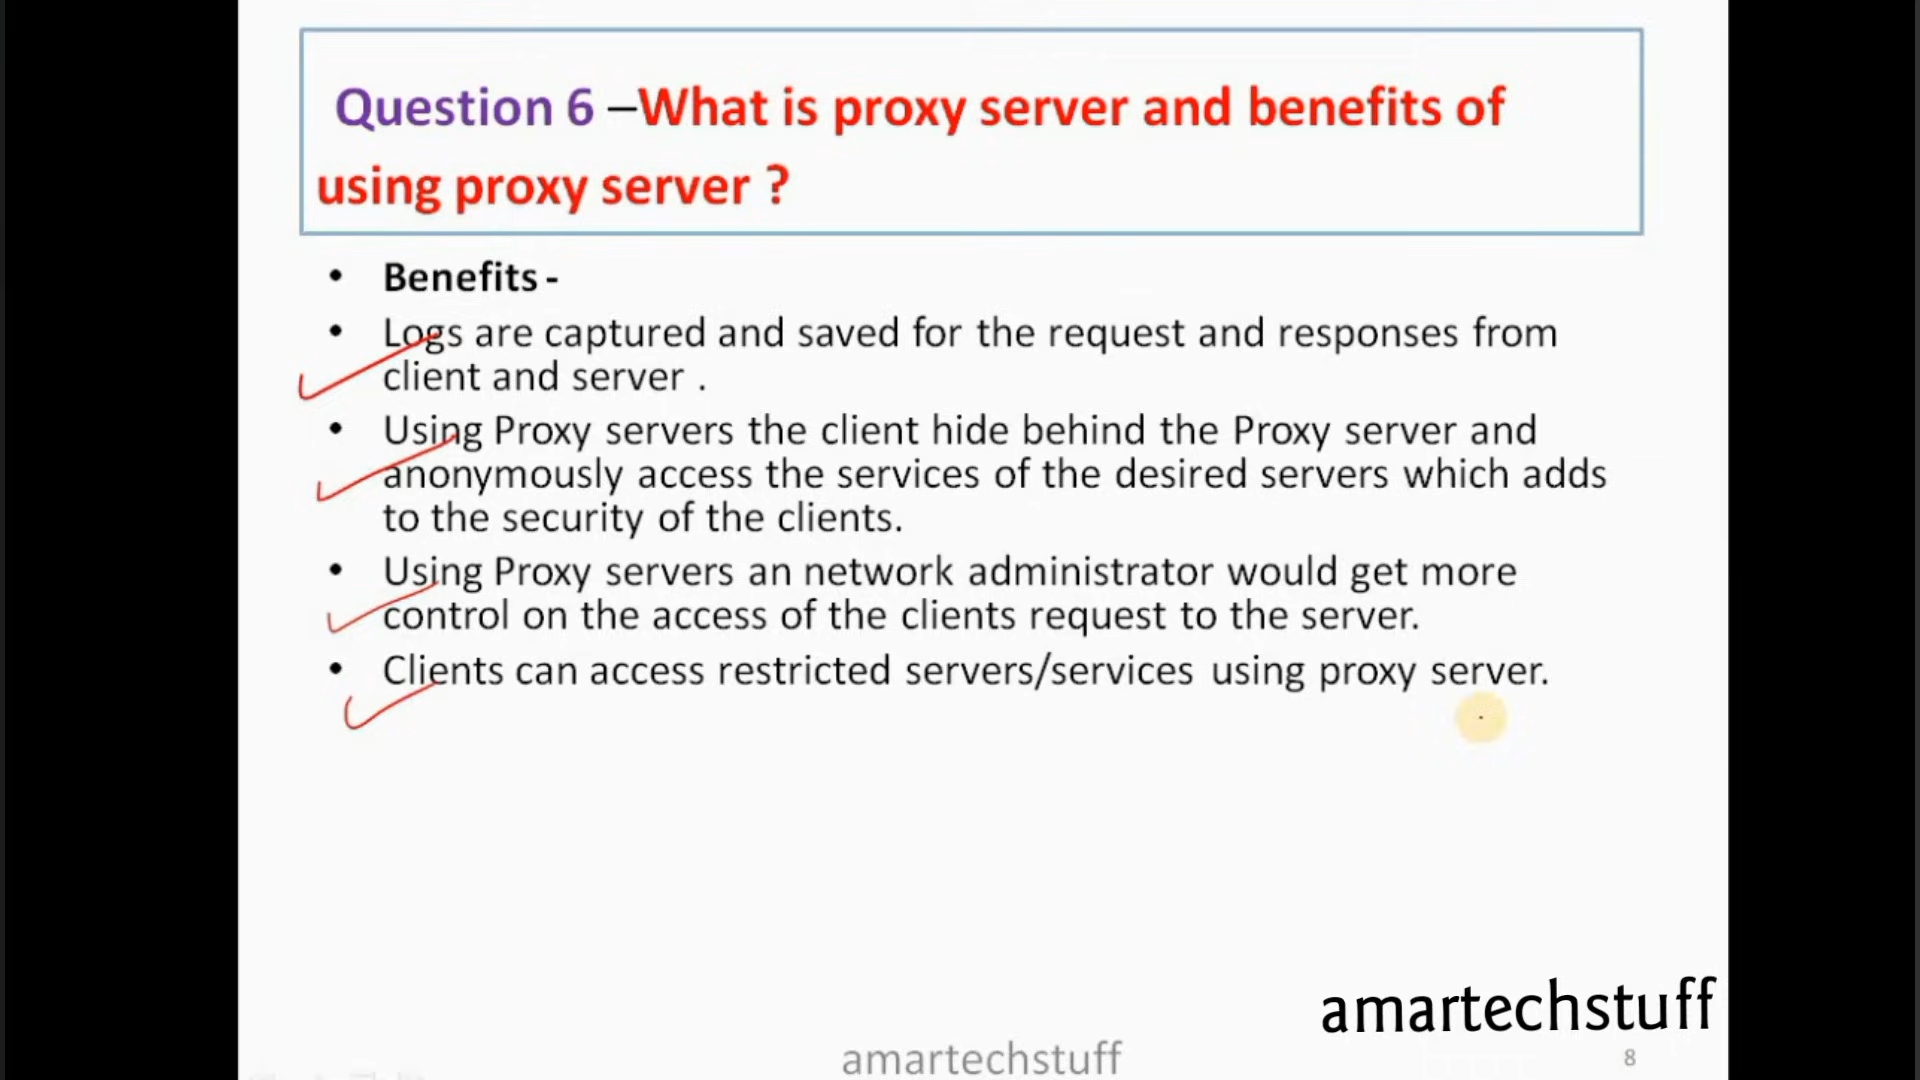 Question 6 –What is proxy server and benefits of
using proxy server ?
• Benefits -
• Logs are captured and saved for the request and responses from
client and server .
• Using Proxy servers the client hide behind the Proxy server and
anonymously access the services of the desired servers which adds
to the security of the clients.
• Using Proxy servers an network administrator would get more
control on the access of the clients request to the server.
• Clients can access restricted servers/services using proxy server.
amartechstuff
amartechstuff
8